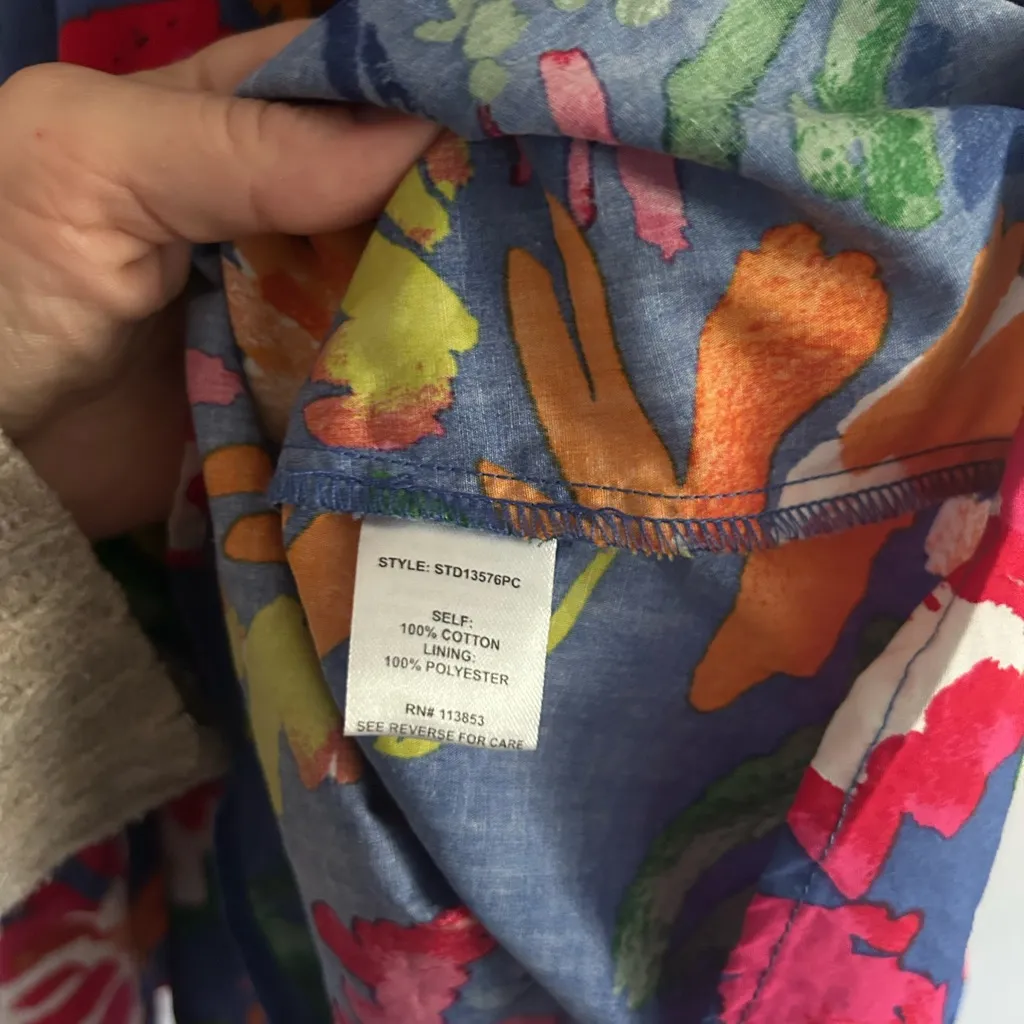 STYLE: STD13576PC
SELF:
100% COTTON
LINING:
100% POLYESTER
RN# 113853
SEE REVERSE FOR CARE